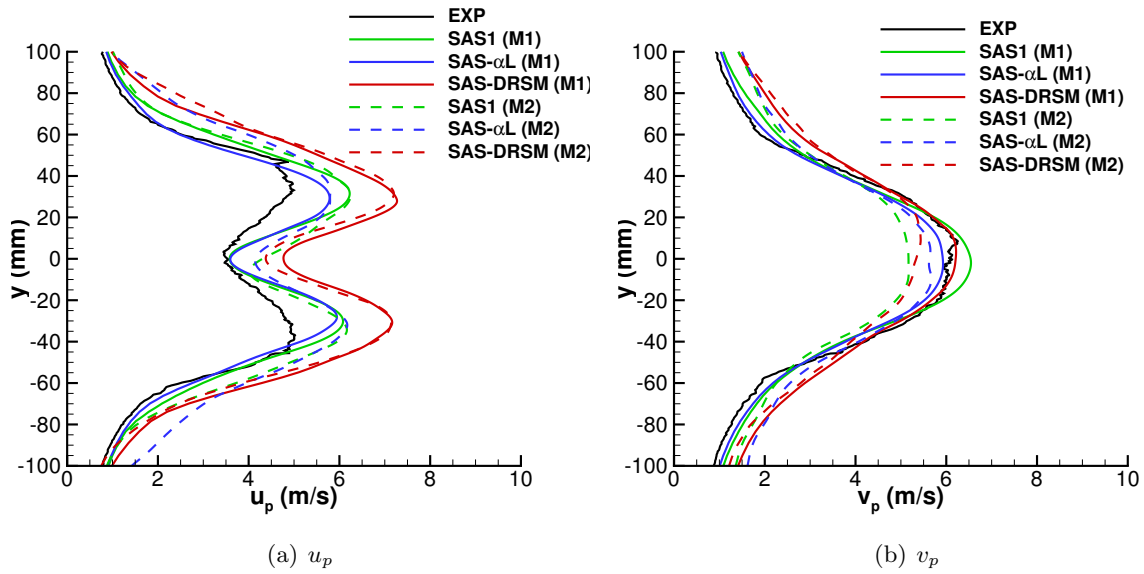 EXP
SAS1 (M1)
SAS-αL (M1)
SAS-DRSM (M1)
SAS1 (M2)
SAS-αL (M2)
SAS-DRSM (M2)
100
80
60
40
20
0
-20
-40
-60
-80
-100
y (mm)
0
2
4
6
8
10
u_p (m/s)
(a) u_p
EXP
SAS1 (M1)
SAS-αL (M1)
SAS-DRSM (M1)
SAS1 (M2)
SAS-αL (M2)
SAS-DRSM (M2)
100
80
60
40
20
0
-20
-40
-60
-80
-100
y (mm)
0
2
4
6
8
10
v_p (m/s)
(b) v_p